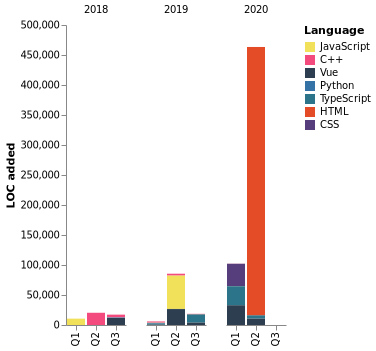 2018 2019 2020
500,000
450,000
400,000
350,000
300,000
250,000
200,000
150,000
100,000
50,000
0
LOC added
Q1 Q2 Q3 Q1 Q2 Q3 Q1 Q2 Q3
Language
JavaScript
C++
Vue
Python
TypeScript
HTML
CSS